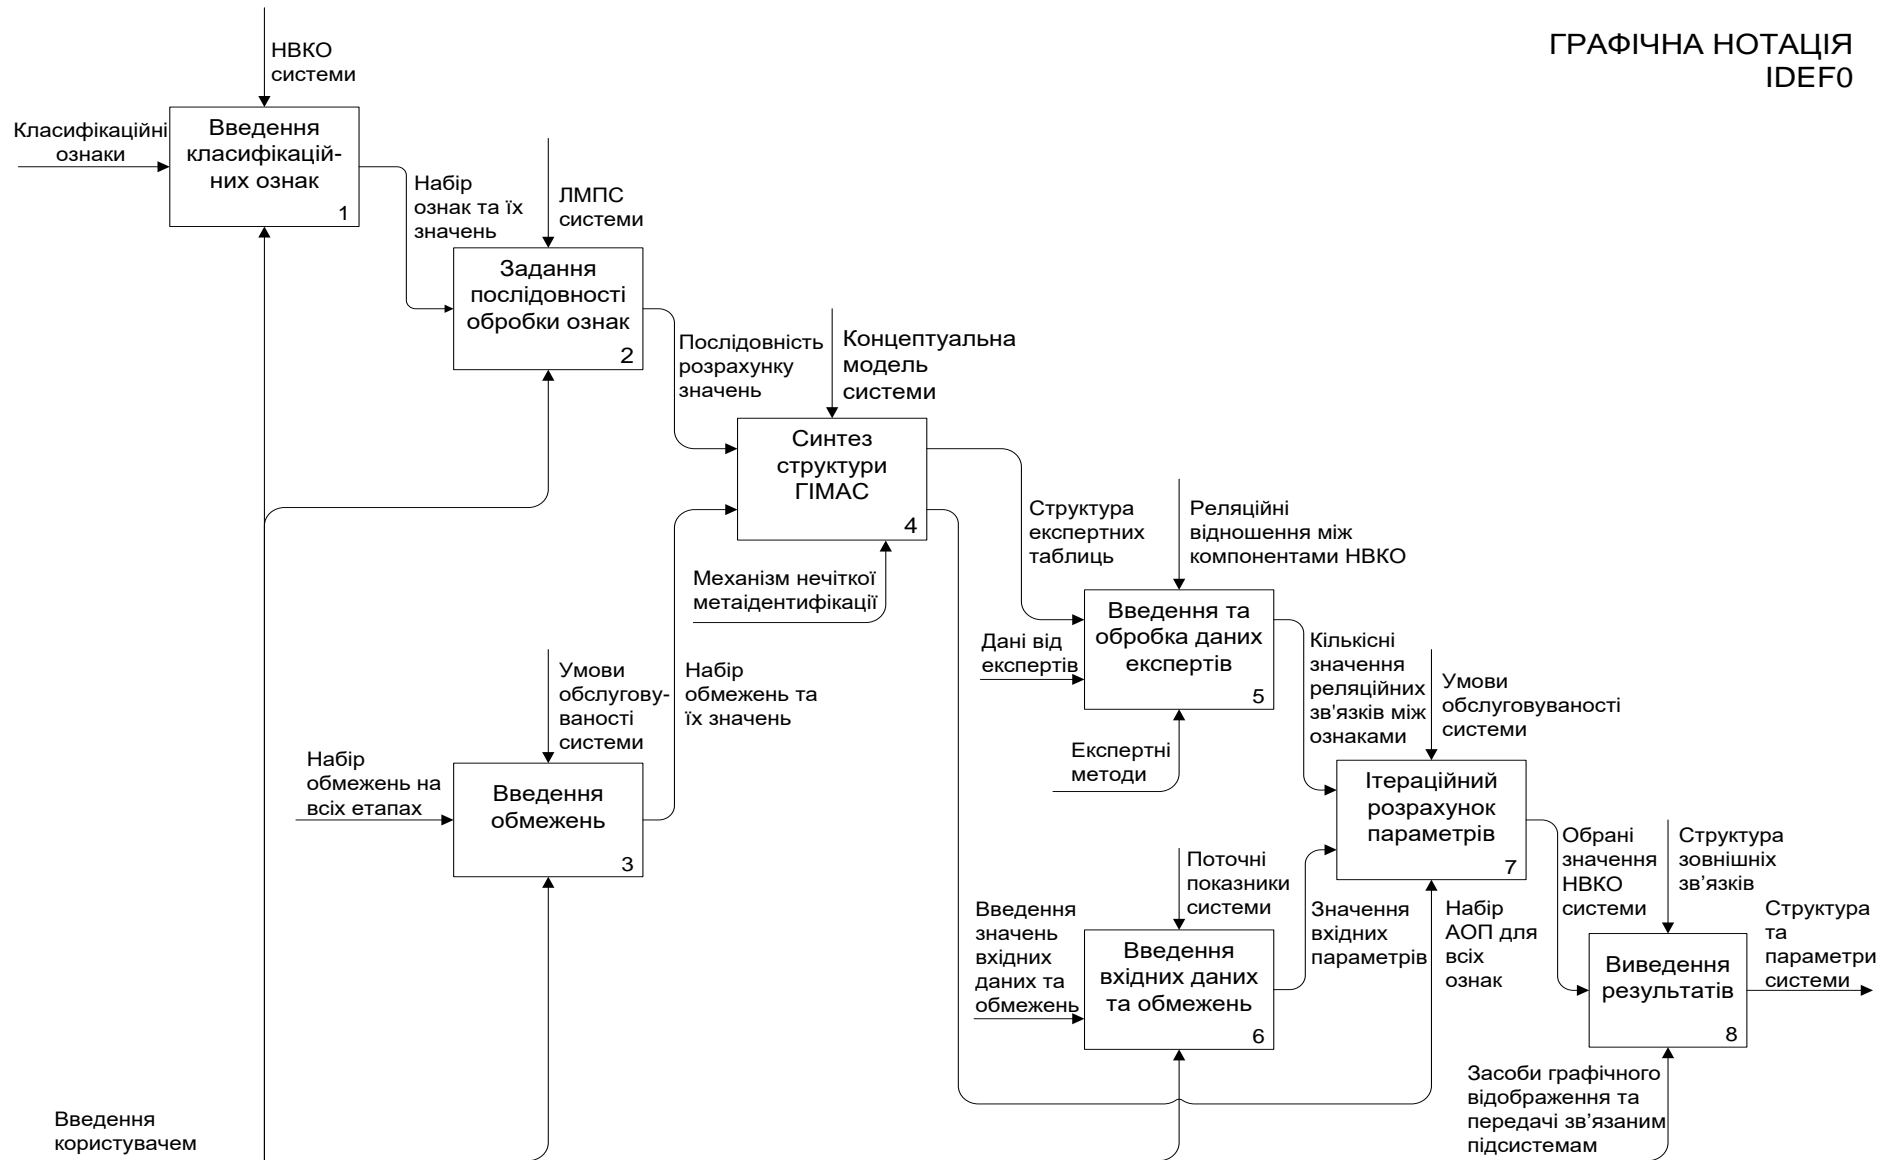 ГРАФІЧНА НОТАЦІЯ
IDEF0
НВКО
системи
Класифікаційні
ознаки
Введення
класифікацій-
них ознак
1
Набір
ознак та їх
значень
ЛМПС
системи
Задання
послідовності
обробки ознак
2
Послідовність
розрахунку
значень
Концептуальна
модель
системи
Синтез
структури
ГІМАС
4
Механізм нечіткої
метаідентифікації
Структура
експертних
таблиць
Реляційні
відношення між
компонентами НВКО
Дані від
експертів
Введення та
обробка даних
експертів
5
Експертні
методи
Умови
обслугову-
ваності
системи
Набір
обмежень та
їх значень
Набір
обмежень на
всіх етапах
Введення
обмежень
3
Кількісні
значення
реляційних
зв'язків між
ознаками
Умови
обслуговуваності
системи
Ітераційний
розрахунок
параметрів
7
Поточні
показники
системи
Введення
значень
вхідних
даних та
обмежень
Введення
вхідних даних
та обмежень
6
Значення
вхідних
параметрів
Набір
АОП для
всіх
ознак
Обрані
значення
НВКО
системи
Структура
зовнішніх
зв’язків
Виведення
результатів
8
Структура
та
параметри
системи
Засоби графічного
відображення та
передачі зв’язаним
підсистемам
Введення
користувачем